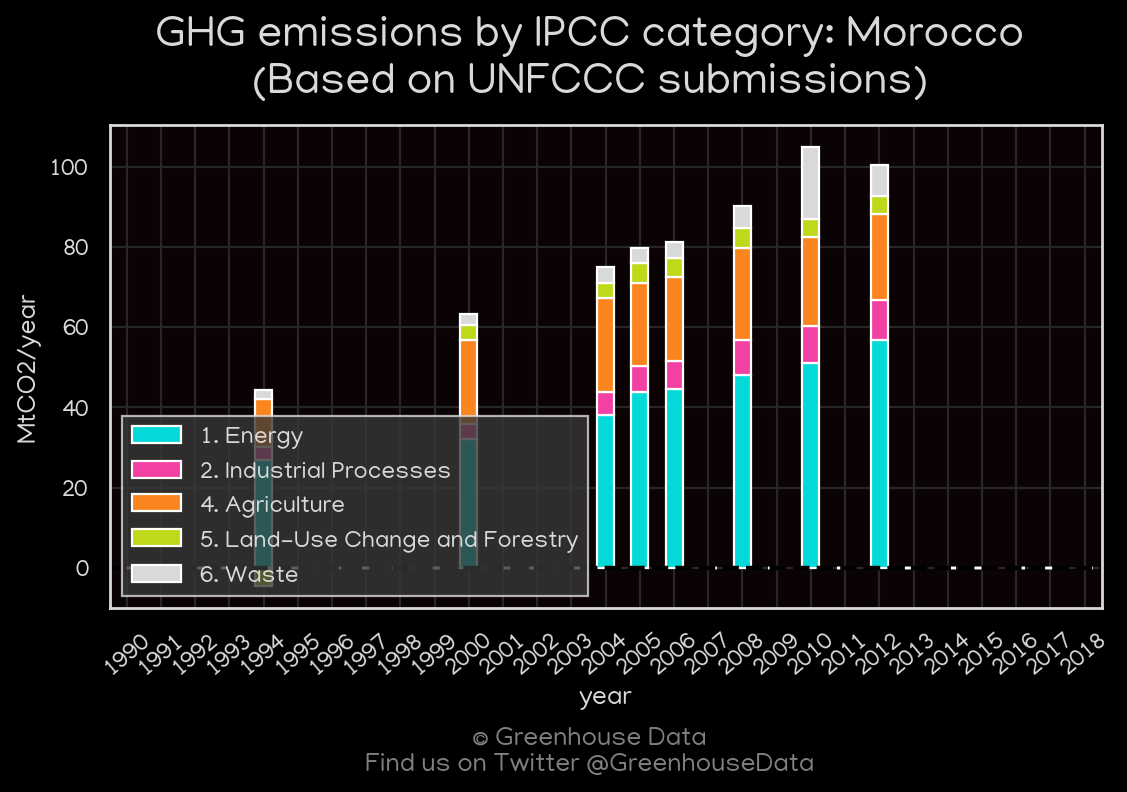 GHG emissions by IPCC category: Morocco
(Based on UNFCCC submissions)
MtCO2/year
100
80
60
40
20
0
1. Energy
2. Industrial Processes
4. Agriculture
5. Land-Use Change and Forestry
6. Waste
1990 1991 1992 1993 1994 1995 1996 1997 1998 1999 2000 2001 2002 2003 2004 2005 2006 2007 2008 2009 2010 2011 2012 2013 2014 2015 2016 2017 2018
year
© Greenhouse Data
Find us on Twitter @GreenhouseData